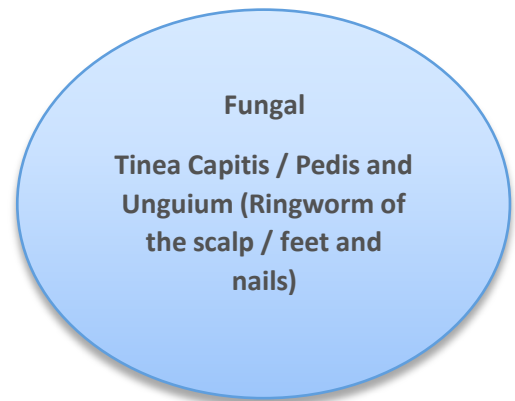 Fungal
Tinea Capitis / Pedis and
Unguium (Ringworm of
the scalp / feet and
nails)